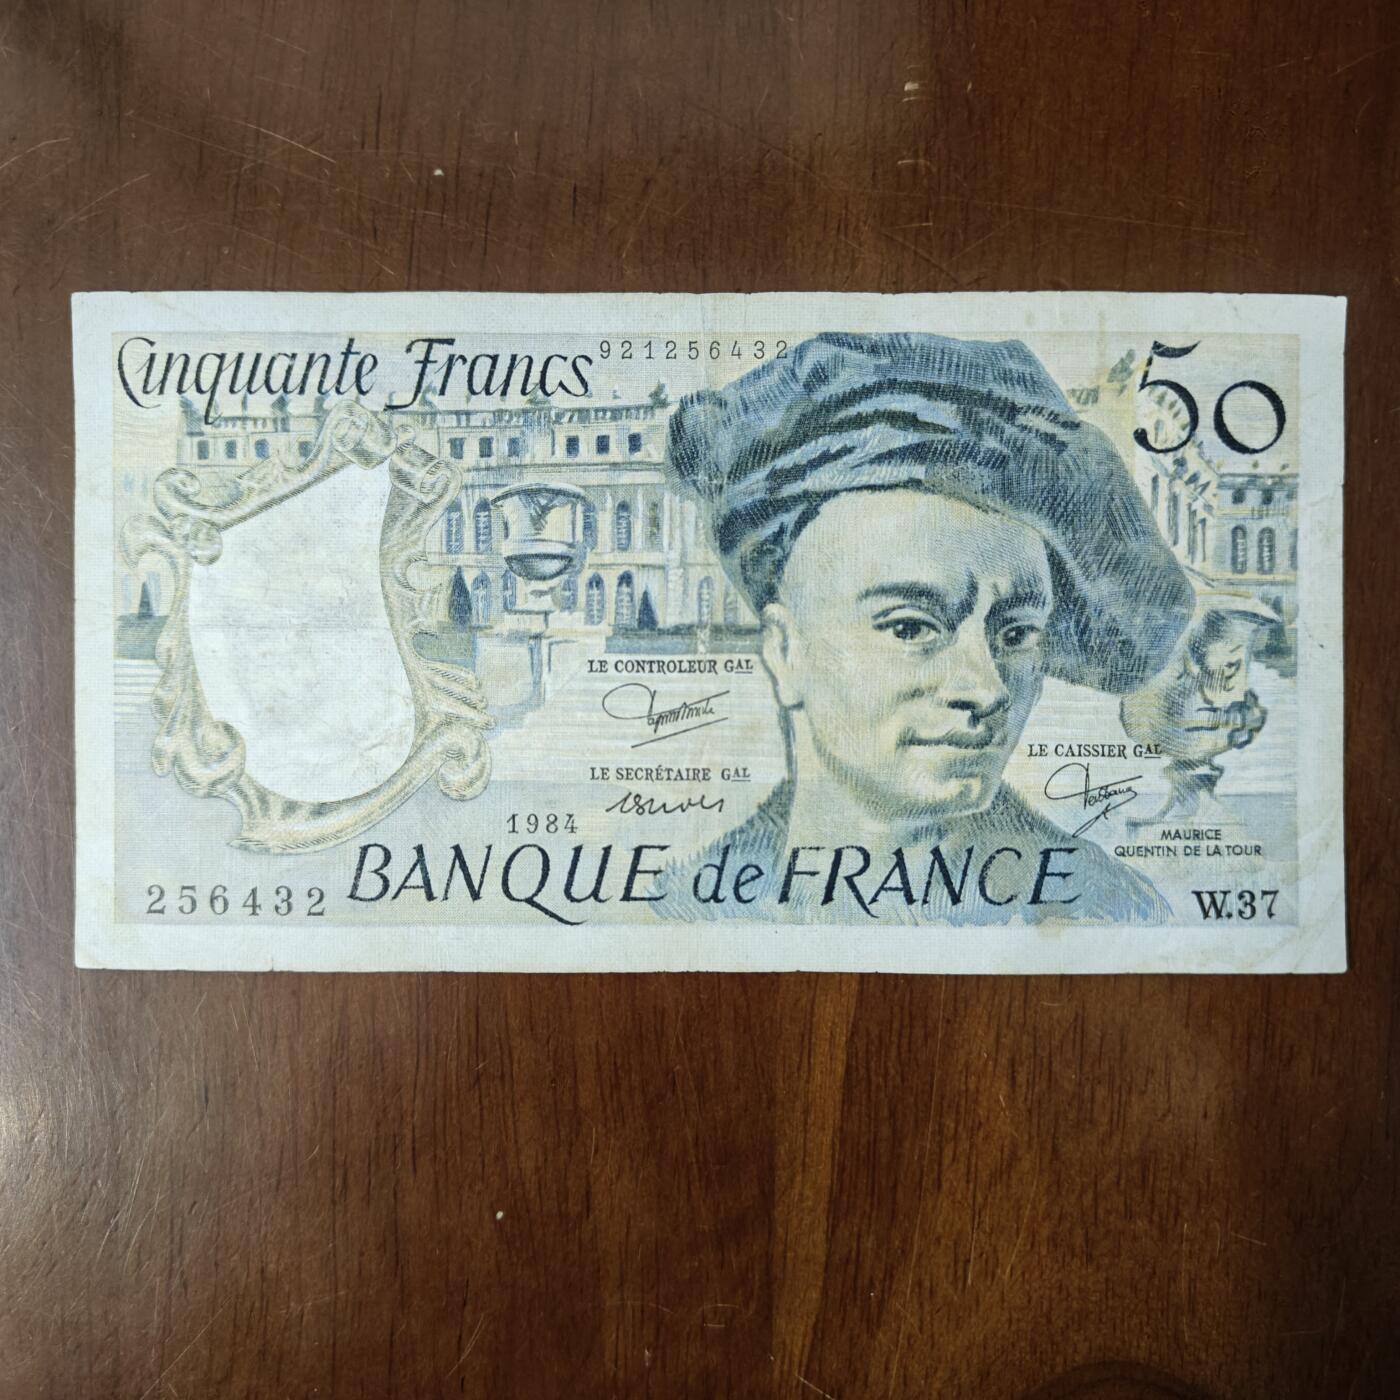 Cinquante Francs
921256432
50
LE CONTROLEUR GAL
LE SECRÉTAIRE GAL
LE CAISSIER GAL
1984
MAURICE
QUENTIN DE LA TOUR
256432
BANQUE de FRANCE
W.37